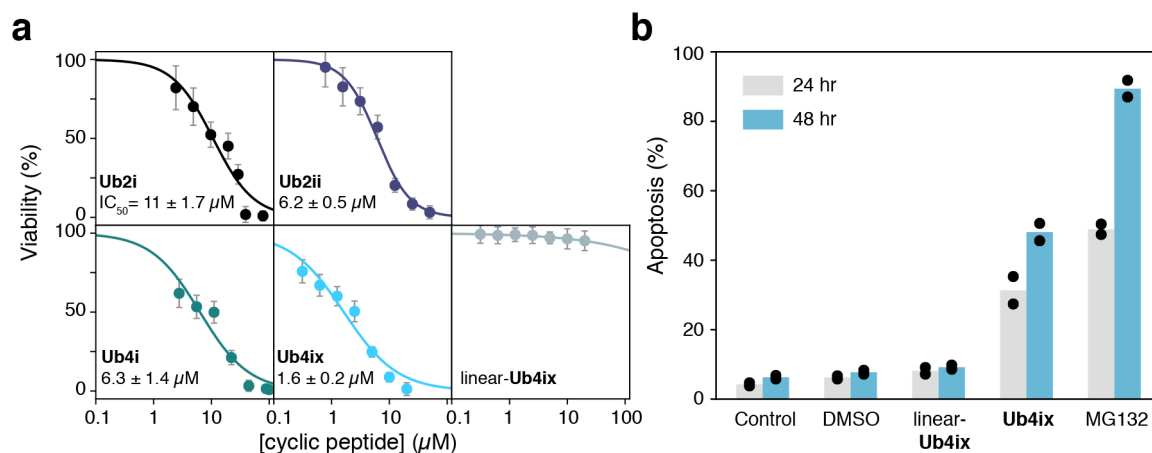 a
100
50
0
Viability (%)
Ub2i
IC50= 11 ± 1.7 µM
Ub2ii
6.2 ± 0.5 µM
100
50
0
Ub4i
6.3 ± 1.4 µM
Ub4ix
1.6 ± 0.2 µM
linear-Ub4ix
0.1 1 10 0.1 1 10 0.1 1 10 100
[cyclic peptide] (µM)
b
100
80
60
40
20
0
Apoptosis (%)
24 hr
48 hr
Control DMSO linear- Ub4ix MG132
Ub4ix